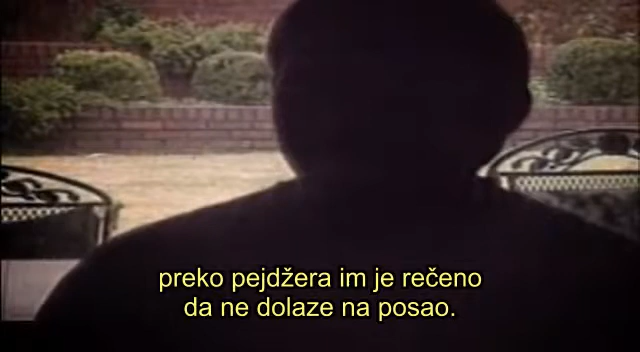 preko pejdžera im je rečeno
da ne dolaze na posao.